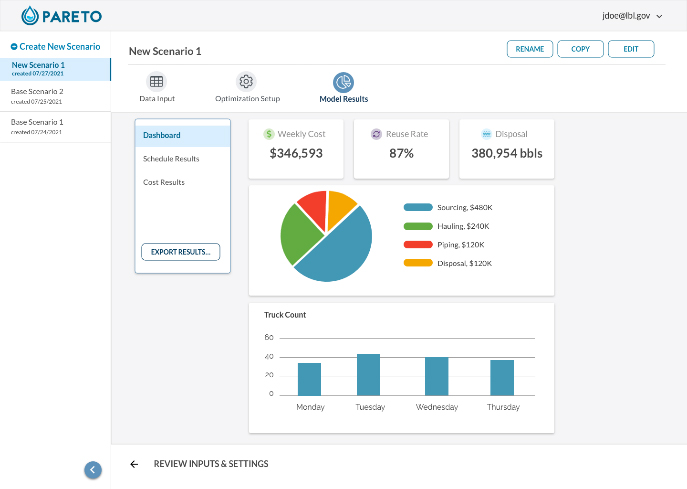 PARETO
jdoe@lbl.gov
Create New Scenario
New Scenario 1
created 07/27/2021
Base Scenario 2
created 07/25/2021
Base Scenario 1
created 07/24/2021
New Scenario 1
RENAME
COPY
EDIT
Data Input
Optimization Setup
Model Results
Dashboard
Schedule Results
Cost Results
EXPORT RESULTS...
$ Weekly Cost
$346,593
Reuse Rate
87%
Disposal
380,954 bbls
Sourcing, $480K
Hauling, $240K
Piping, $120K
Disposal, $120K
Truck Count
60
40
20
0
Monday
Tuesday
Wednesday
Thursday
REVIEW INPUTS & SETTINGS